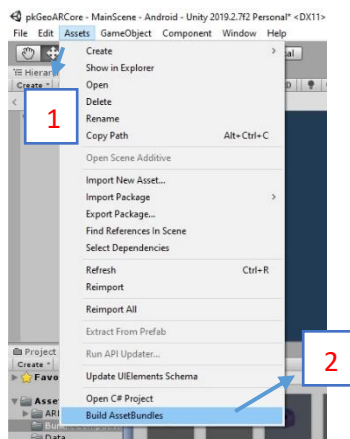 pkGeoARCore - MainScene - Android - Unity 2019.2.7f2 Personal* <DX11>
File Edit Assets GameObject Component Window Help
Create
Show in Explorer
Open
Delete
Rename
Copy Path Alt+Ctrl+C
Open Scene Additive
Import New Asset...
Import Package
Export Package...
Find References In Scene
Select Dependencies
Refresh Ctrl+R
Reimport
Reimport All
Extract From Prefab
Run API Updater...
Update UIElements Schema
Open C# Project
Build AssetBundles
Create
1
2
Project
Create
Favo
Asse
Data